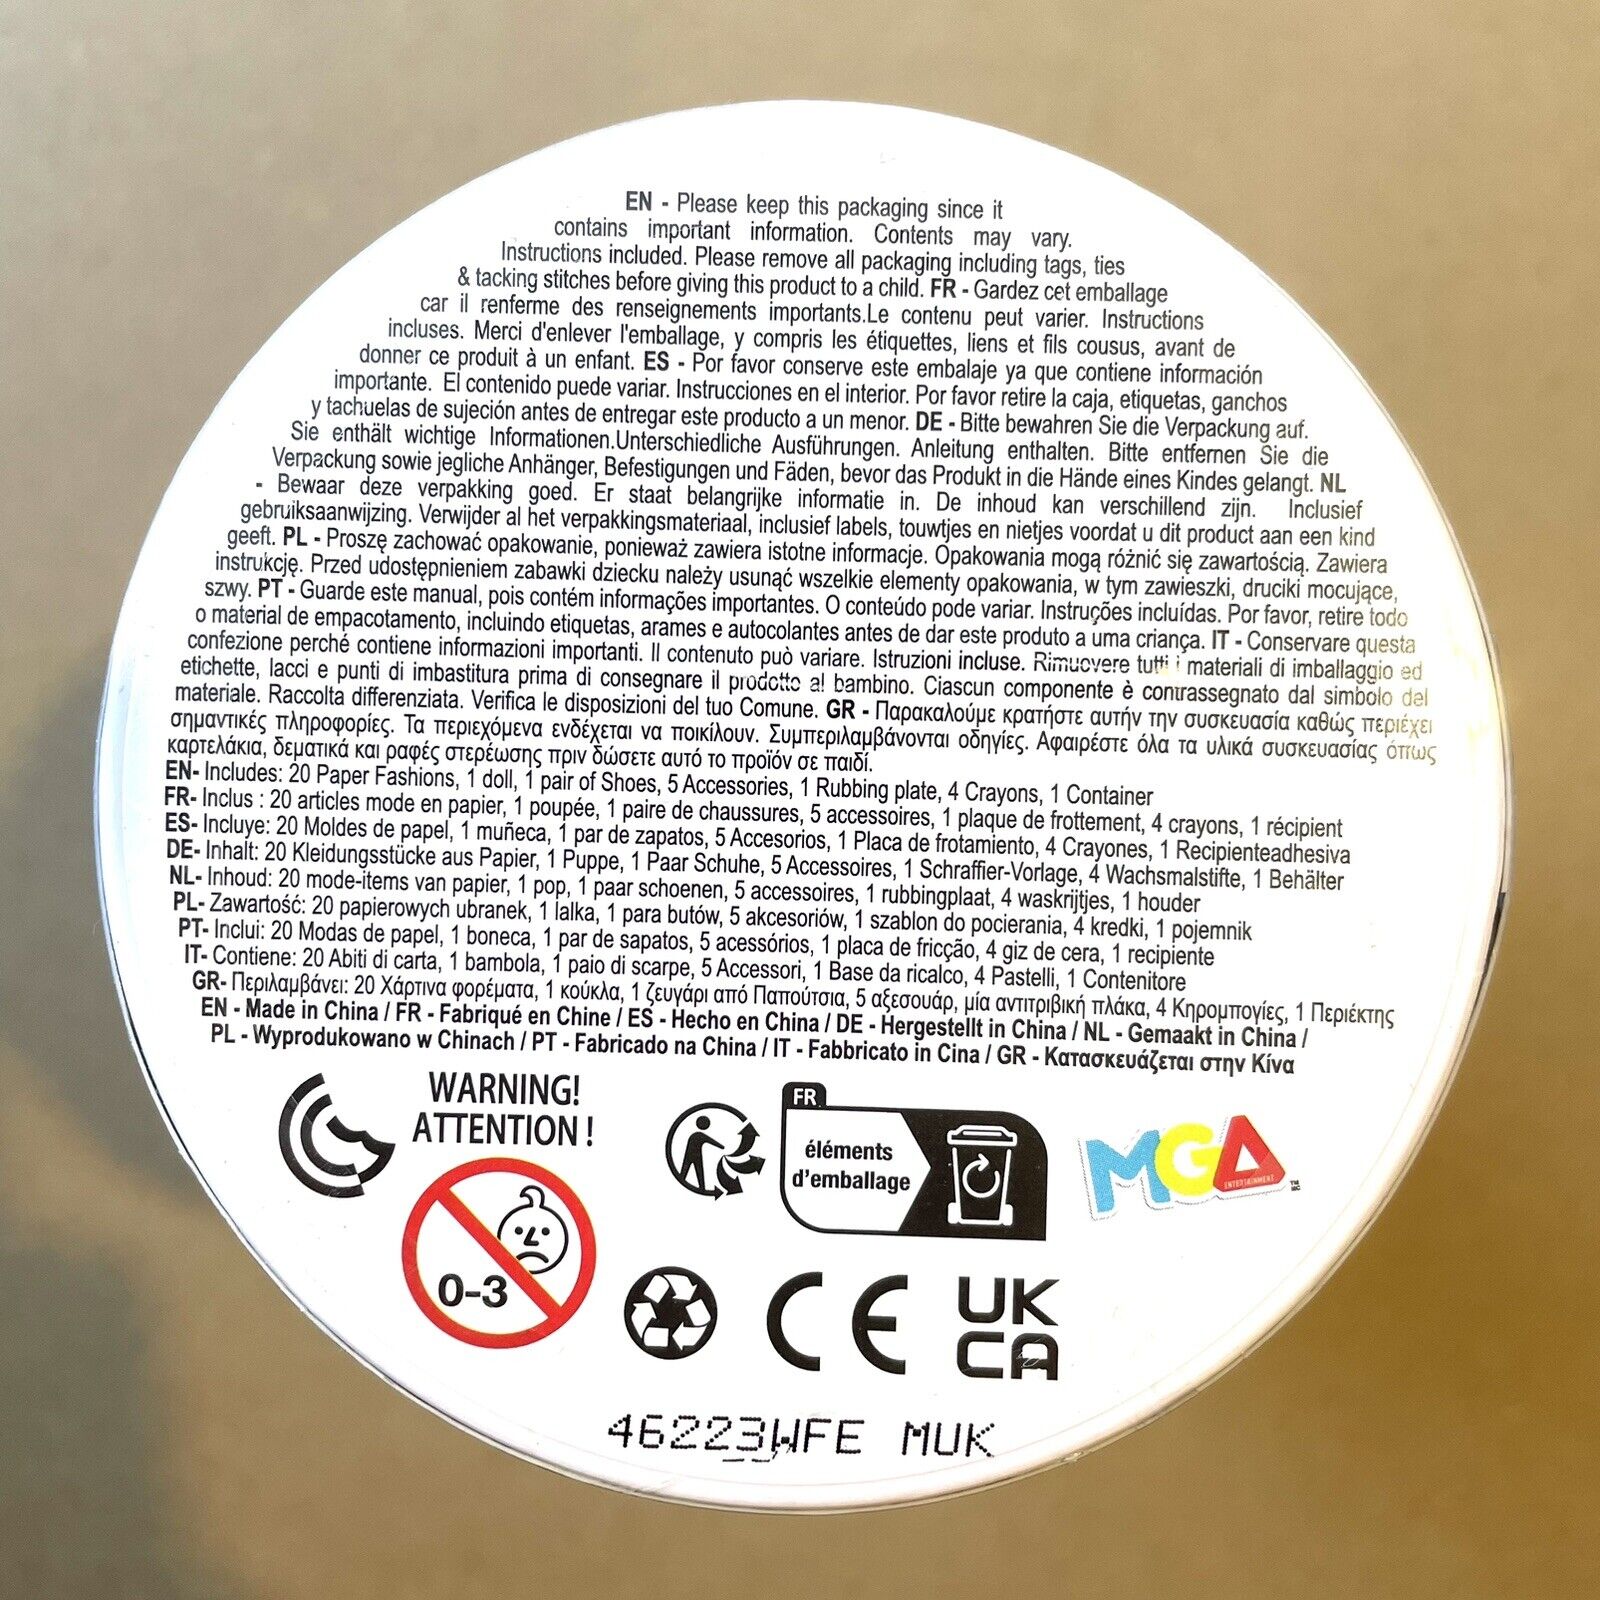 EN - Please keep this packaging since it
contains important information. Contents may vary.
Instructions included. Please remove all packaging including tags, ties
& tacking stitches before giving this product to a child. FR - Gardez cet emballage
car il renferme des renseignements importants.Le contenu peut varier. Instructions
incluses. Merci d'enlever l'emballage, y compris les étiquettes, liens et fils cousus, avant de
donner ce produit à un enfant. ES - Por favor conserve este embalaje ya que contiene información
importante. El contenido puede variar. Instrucciones en el interior. Por favor retire la caja, etiquetas, ganchos
y tachuelas de sujeción antes de entregar este producto a un menor. DE - Bitte bewahren Sie die Verpackung auf.
Sie enthält wichtige Informationen.Unterschiedliche Ausführungen. Anleitung enthalten. Bitte entfernen Sie die
Verpackung sowie jegliche Anhänger, Befestigungen und Fäden, bevor das Produkt in die Hände eines Kindes gelangt. NL
- Bewaar deze verpakking goed. Er staat belangrijke informatie in. De inhoud kan verschillend zijn. Inclusief
gebruiksaanwijzing. Verwijder al het verpakkingsmateriaal, inclusief labels, touwtjes en nietjes voordat u dit product aan een kind
geeft. PL - Proszę zachować opakowanie, ponieważ zawiera istotne informacje. Opakowania mogą różnić się zawartością. Zawiera
instrukcję. Przed udostępnieniem zabawki dziecku należy usunąć wszelkie elementy opakowania, w tym zawieszki, druciki mocujące,
szwy. PT - Guarde este manual, pois contém informações importantes. O conteúdo pode variar. Instruções incluídas. Por favor, retire todo
o material de empacotamento, incluindo etiquetas, arames e autocolantes antes de dar este produto a uma criança. IT - Conservare questa
confezione perché contiene informazioni importanti. Il contenuto può variare. Istruzioni incluse. Rimuovere tutti i materiali di imballaggio ed
etichette, lacci e punti di imbastitura prima di consegnare il prodotto al bambino. Ciascun componente è contrassegnato dal simbolo del
materiale. Raccolta differenziata. Verifica le disposizioni del tuo Comune. GR - Παρακαλούμε κρατήστε αυτήν την συσκευασία καθώς περιέχει
σημαντικές πληροφορίες. Τα περιεχόμενα ενδέχεται να ποικίλουν. Συμπεριλαμβάνονται οδηγίες. Αφαιρέστε όλα τα υλικά συσκευασίας όπως
καρτελάκια, δεματικά και ραφές στερέωσης πριν δώσετε αυτό το προϊόν σε παιδί.
EN- Includes: 20 Paper Fashions, 1 doll, 1 pair of Shoes, 5 Accessories, 1 Rubbing plate, 4 Crayons, 1 Container
FR- Inclus : 20 articles mode en papier, 1 poupée, 1 paire de chaussures, 5 accessoires, 1 plaque de frottement, 4 crayons, 1 récipient
ES- Incluye: 20 Moldes de papel, 1 muñeca, 1 par de zapatos, 5 Accesorios, 1 Placa de frotamiento, 4 Crayones, 1 Recipienteadhesiva
DE- Inhalt: 20 Kleidungsstücke aus Papier, 1 Puppe, 1 Paar Schuhe, 5 Accessoires, 1 Schraffier-Vorlage, 4 Wachsmalstifte, 1 Behälter
NL- Inhoud: 20 mode-items van papier, 1 pop, 1 paar schoenen, 5 accessoires, 1 rubbingplaat, 4 waskrijtjes, 1 houder
PL- Zawartość: 20 papierowych ubranek, 1 lalka, 1 para butów, 5 akcesoriów, 1 szablon do pocierania, 4 kredki, 1 pojemnik
PT- Inclui: 20 Modas de papel, 1 boneca, 1 par de sapatos, 5 acessórios, 1 placa de fricção, 4 giz de cera, 1 recipiente
IT- Contiene: 20 Abiti di carta, 1 bambola, 1 paio di scarpe, 5 Accessori, 1 Base da ricalco, 4 Pastelli, 1 Contenitore
GR- Περιλαμβάνει: 20 Χάρτινα φορέματα, 1 κούκλα, 1 ζευγάρι από Παπούτσια, 5 αξεσουάρ, μία αντιτριβική πλάκα, 4 Κηρομπογίες, 1 Περιέκτης
EN - Made in China / FR - Fabriqué en Chine / ES - Hecho en China / DE - Hergestellt in China / NL - Gemaakt in China /
PL - Wyprodukowano w Chinach / PT - Fabricado na China / IT - Fabbricato in Cina / GR - Κατασκευάζεται στην Κίνα
WARNING!
ATTENTION !
0-3
FR
éléments
d'emballage
MGA
ENTERTAINMENT
CE
UK
CA
46223WFE MUK